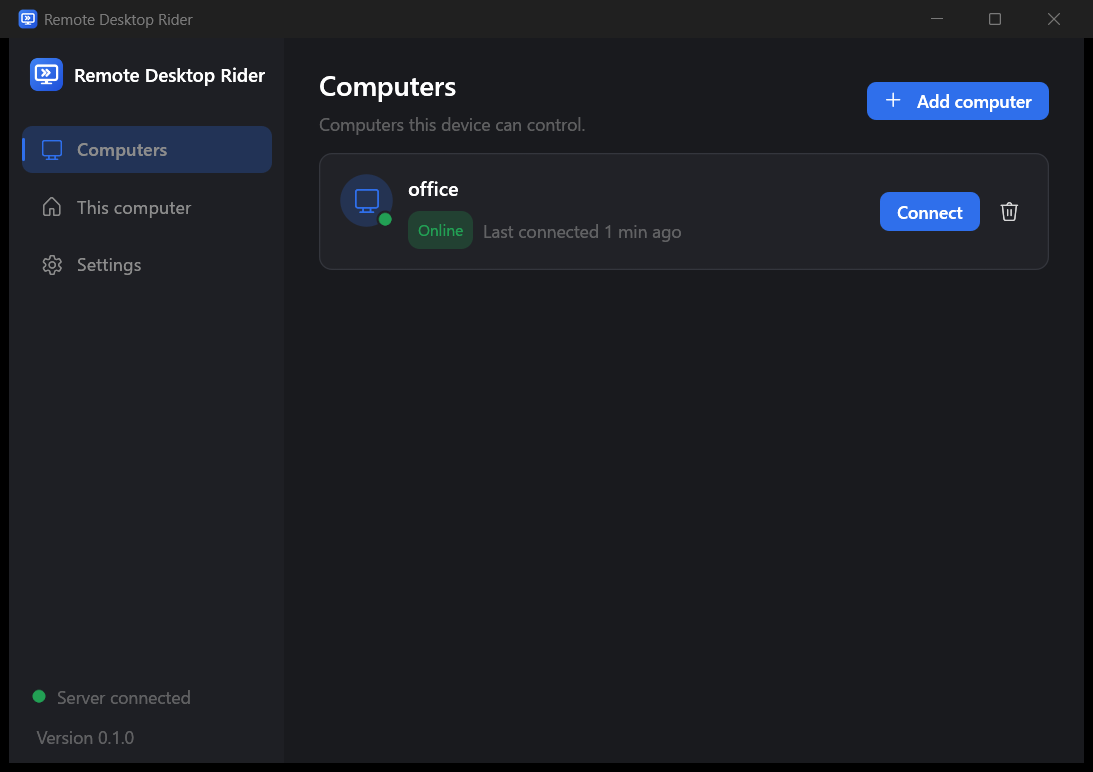 Remote Desktop Rider
Remote Desktop Rider
Computers
This computer
Settings
Server connected
Version 0.1.0
Computers
Computers this device can control.
Add computer
office
Online
Last connected 1 min ago
Connect